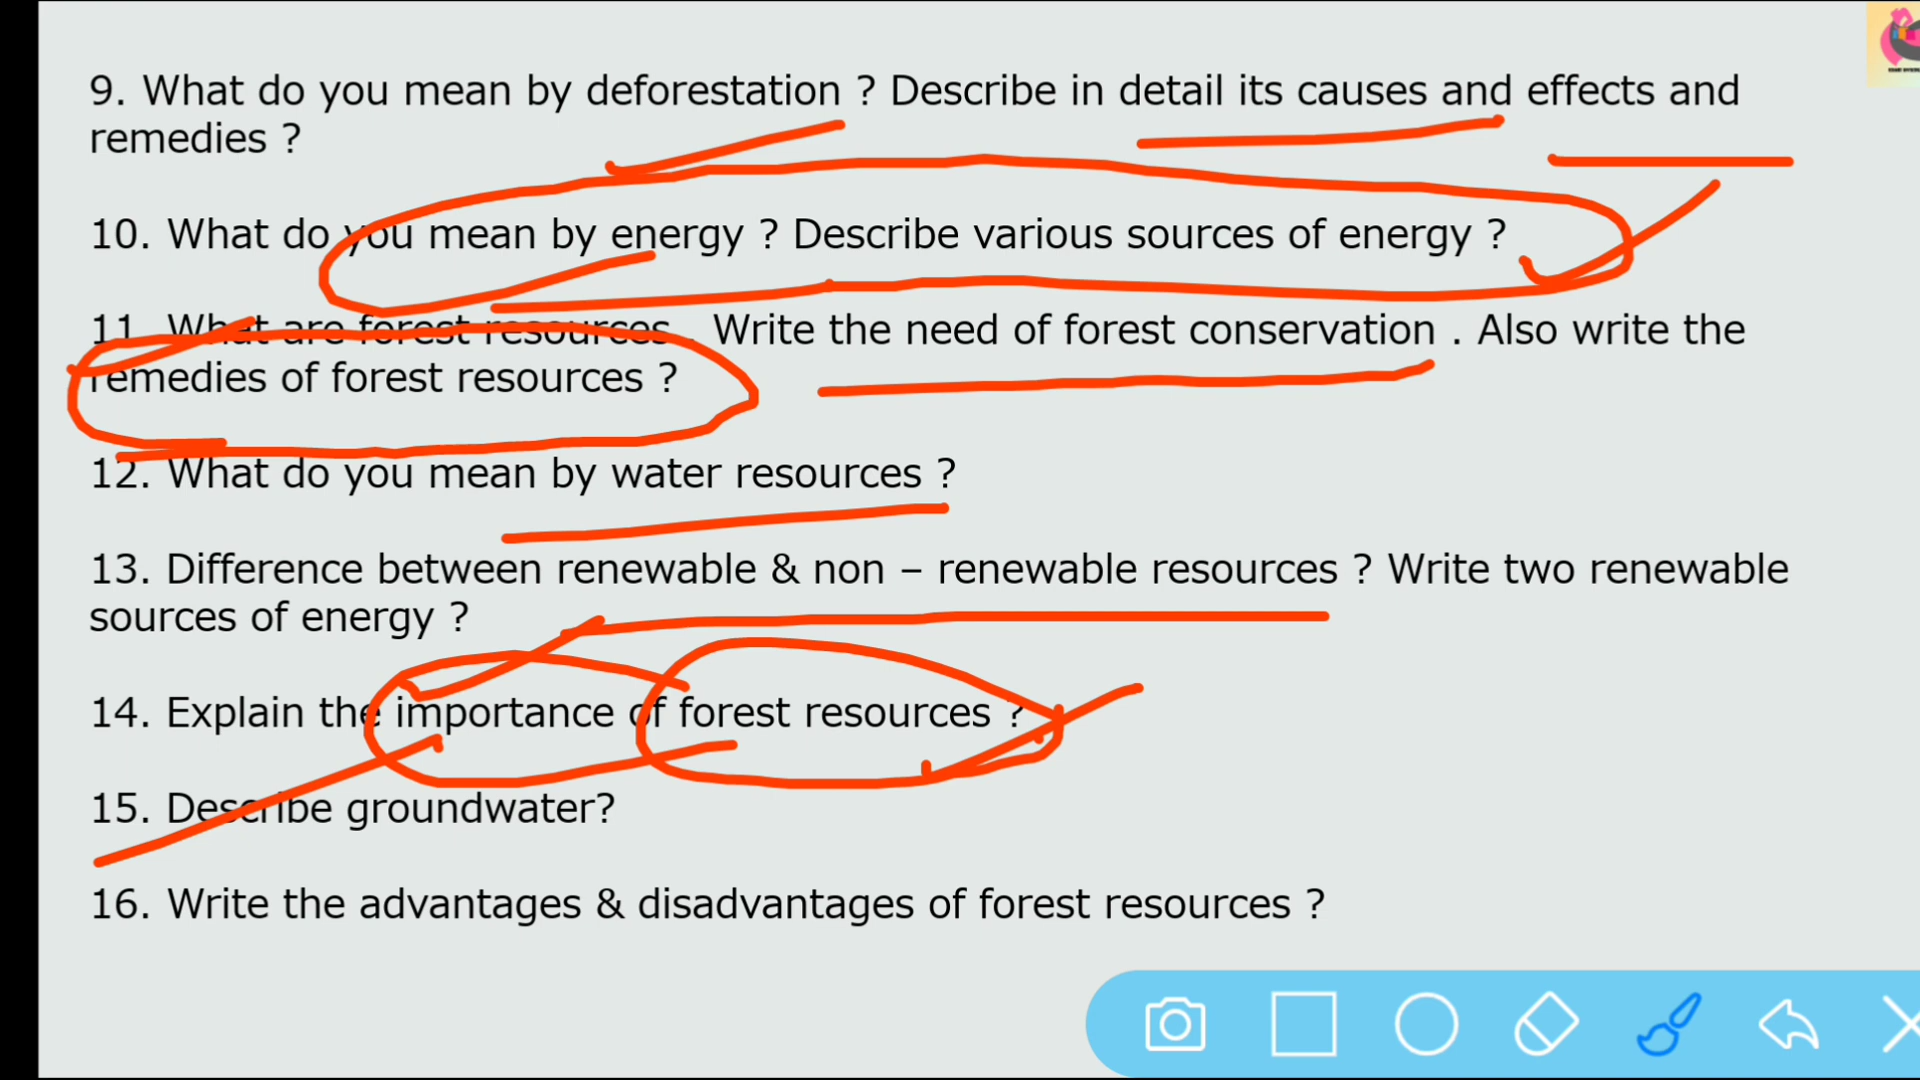 9. What do you mean by deforestation ? Describe in detail its causes and effects and
remedies ?
10. What do you mean by energy ? Describe various sources of energy ?
11. What are forest resources . Write the need of forest conservation . Also write the
remedies of forest resources ?
12. What do you mean by water resources ?
13. Difference between renewable & non – renewable resources ? Write two renewable
sources of energy ?
14. Explain the importance of forest resources ?
15. Describe groundwater?
16. Write the advantages & disadvantages of forest resources ?